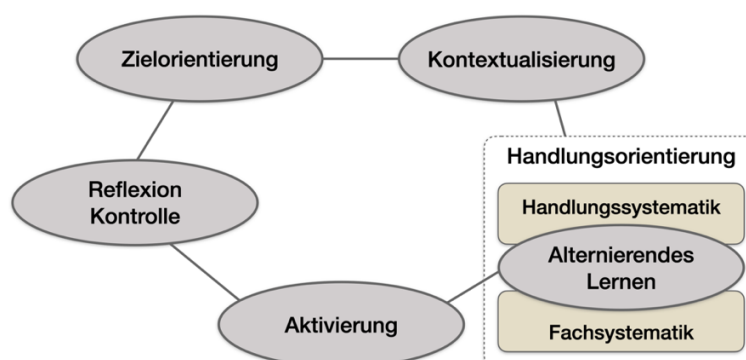 Zielorientierung
Kontextualisierung
Handlungsorientierung
Handlungssystematik
Reflexion
Kontrolle
Alternierendes
Lernen
Aktivierung
Fachsystematik